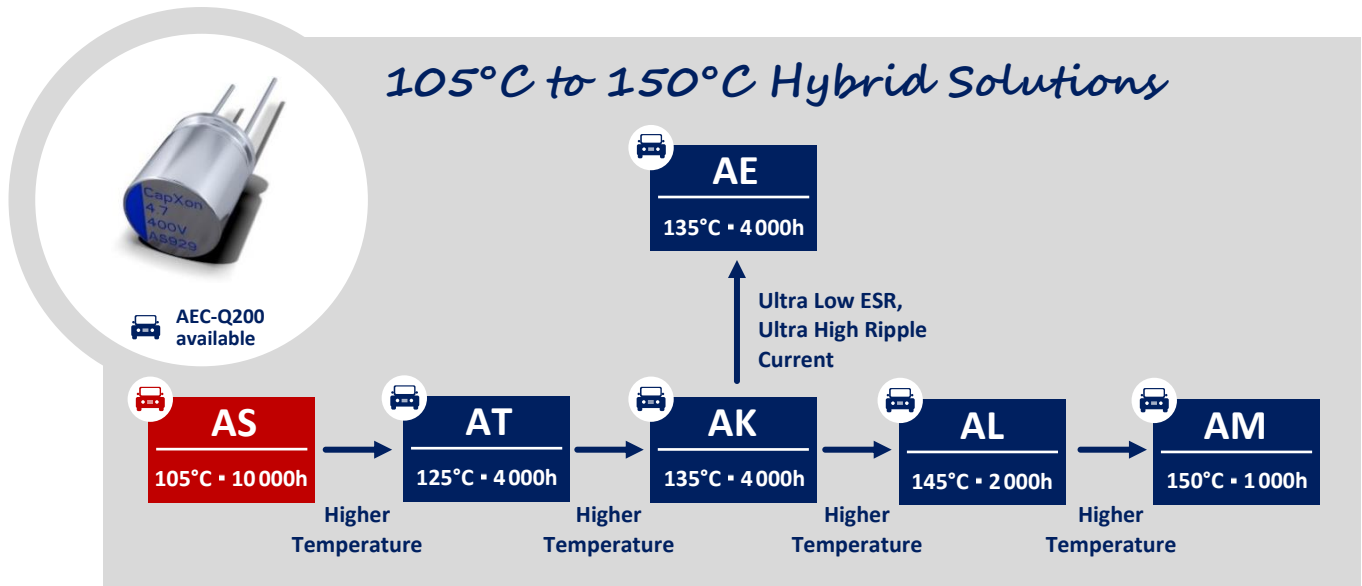 105°C to 150°C Hybrid Solutions
CapXon
4.7
400V
AS929
AEC-Q200
available
AE
135°C ▪ 4000h
Ultra Low ESR,
Ultra High Ripple
Current
AS
105°C ▪ 10000h
Higher
Temperature
AT
125°C ▪ 4000h
Higher
Temperature
AK
135°C ▪ 4000h
Higher
Temperature
AL
145°C ▪ 2000h
Higher
Temperature
AM
150°C ▪ 1000h